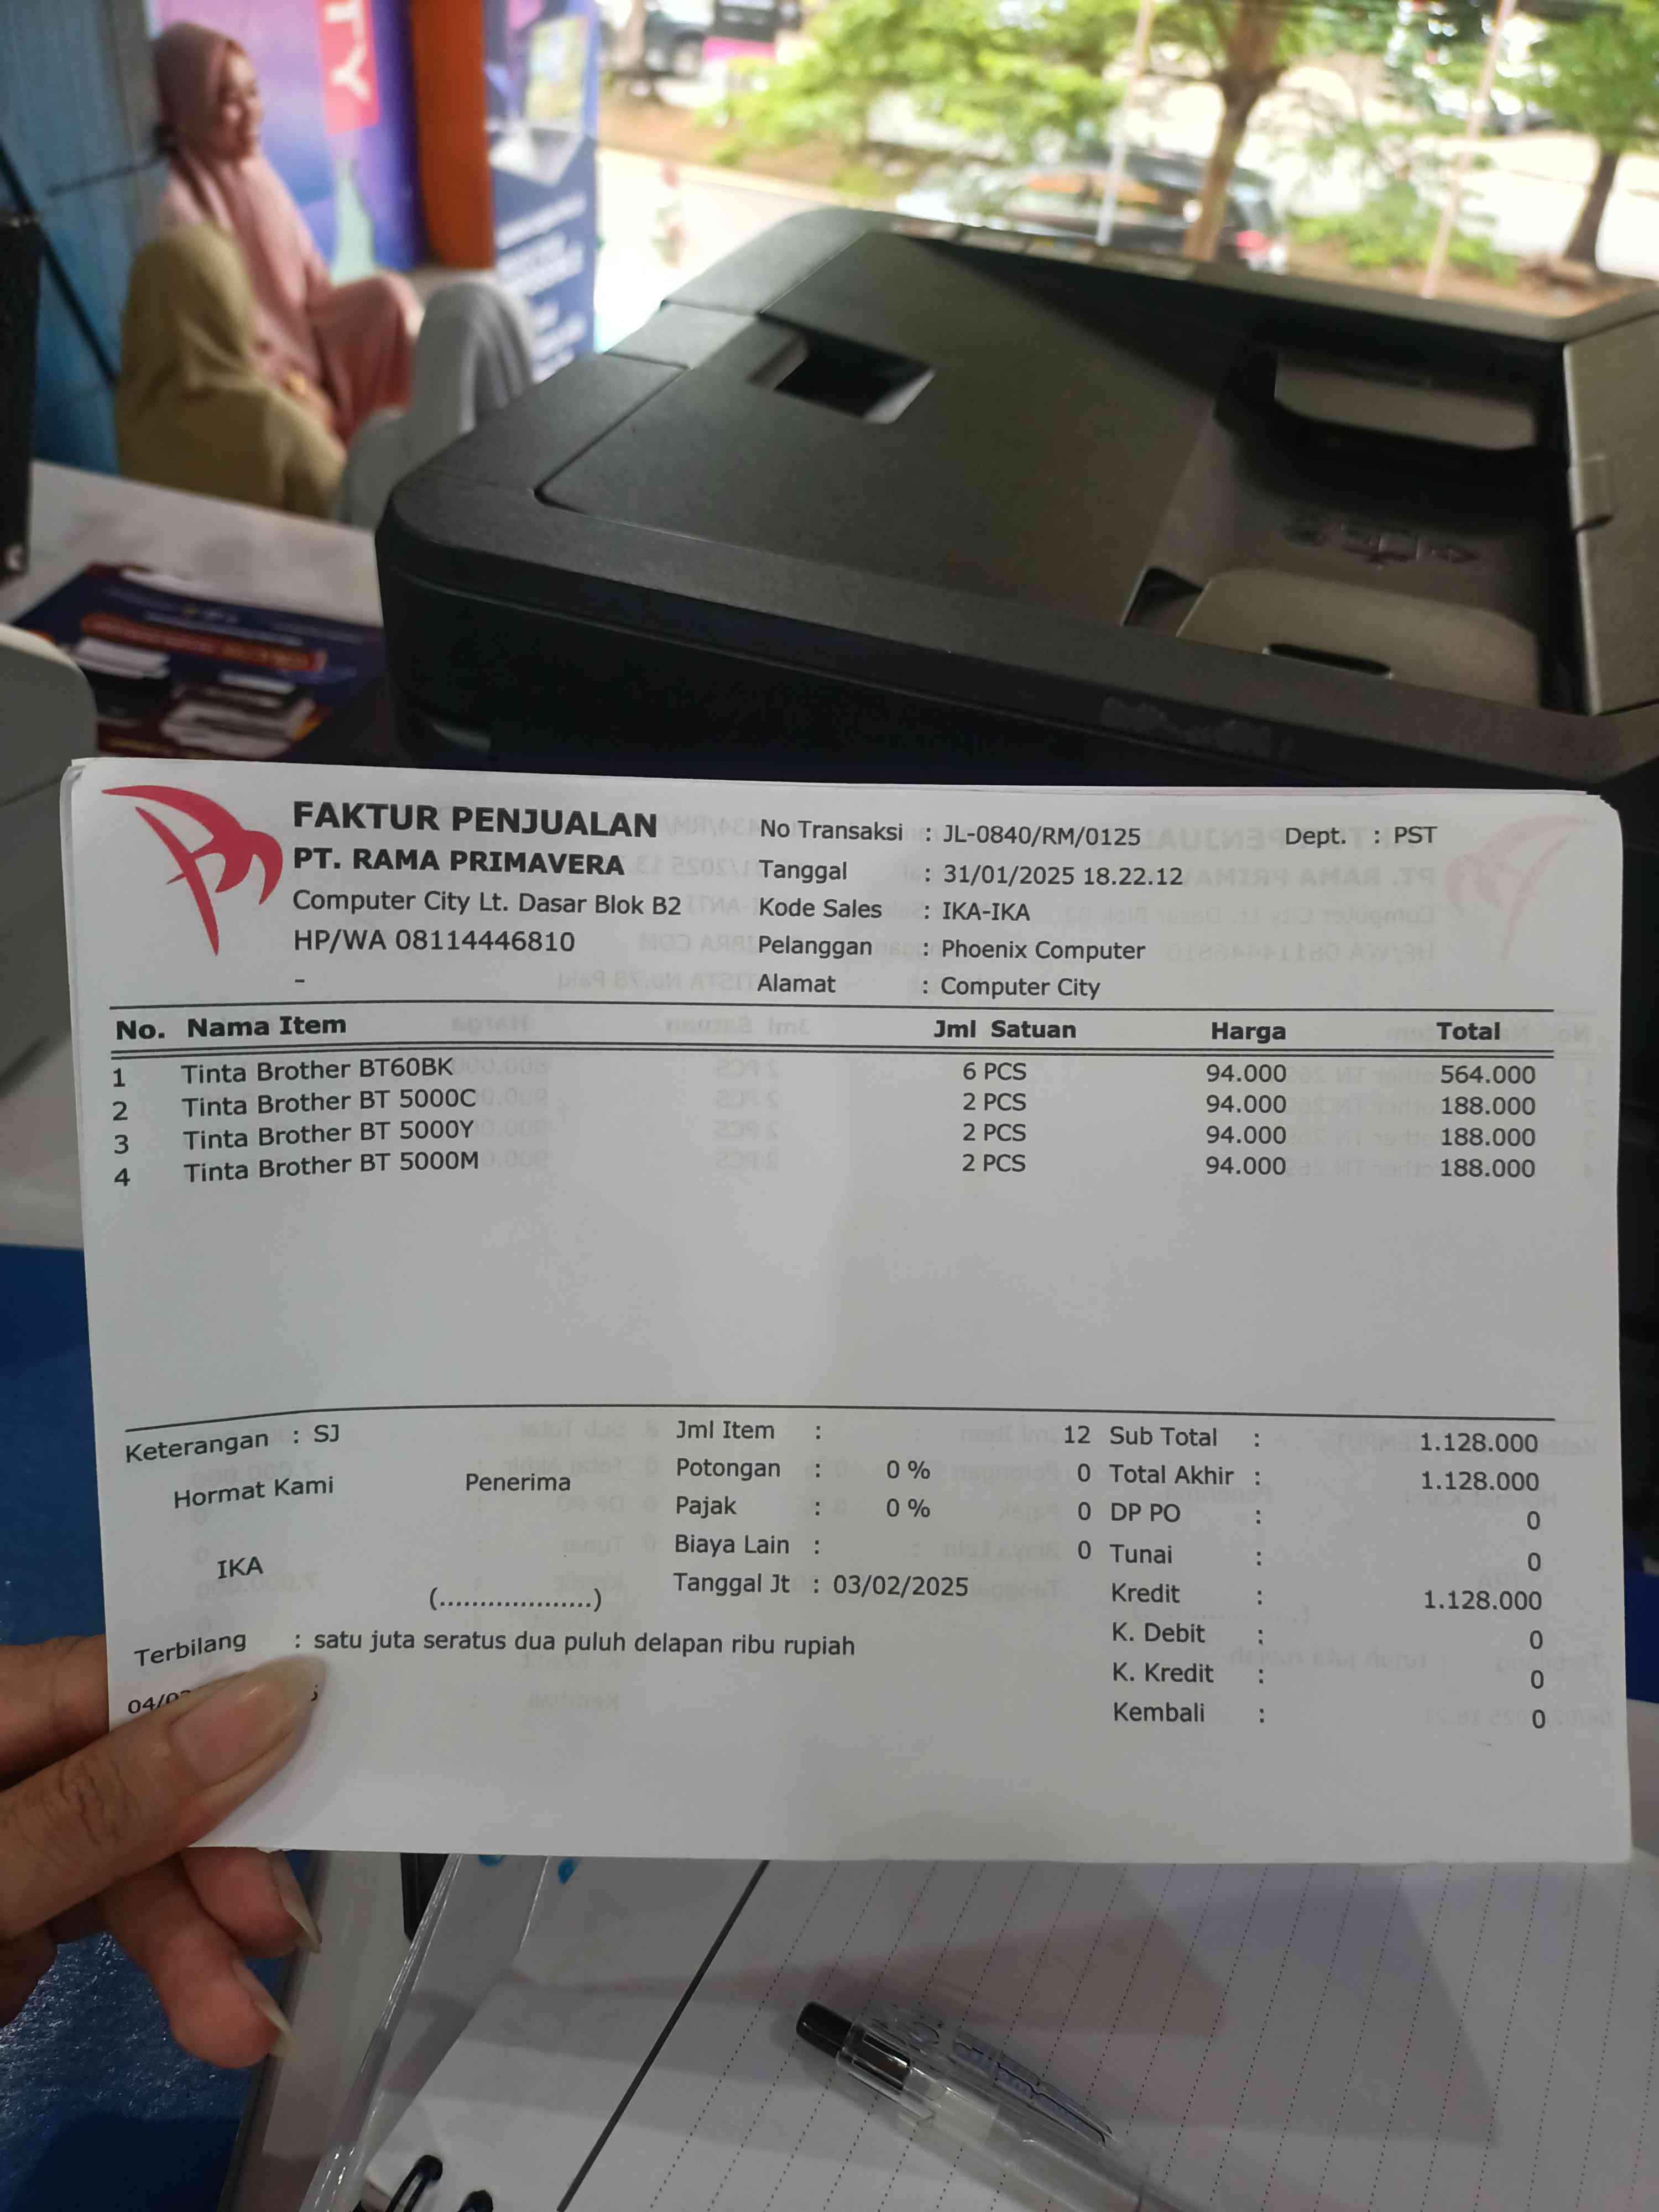 TY
FAKTUR PENJUALAN
PT. RAMA PRIMAVERA
Computer City Lt. Dasar Blok B2
HP/WA 08114446810
-
No Transaksi : JL-0840/RM/0125 Dept. : PST
Tanggal : 31/01/2025 18.22.12
Kode Sales : IKA-IKA
Pelanggan : Phoenix Computer
Alamat : Computer City
No. Nama Item Jml Satuan Harga Total
1 Tinta Brother BT60BK 6 PCS 94.000 564.000
2 Tinta Brother BT 5000C 2 PCS 94.000 188.000
3 Tinta Brother BT 5000Y 2 PCS 94.000 188.000
4 Tinta Brother BT 5000M 2 PCS 94.000 188.000
Keterangan : SJ
Hormat Kami Penerima
IKA
(...................)
Jml Item : 12
Potongan : 0 % 0
Pajak : 0 % 0
Biaya Lain : 0
Tanggal Jt : 03/02/2025
Sub Total : 1.128.000
Total Akhir : 1.128.000
DP PO : 0
Tunai : 0
Kredit : 1.128.000
K. Debit : 0
K. Kredit : 0
Kembali : 0
Terbilang : satu juta seratus dua puluh delapan ribu rupiah
04/0